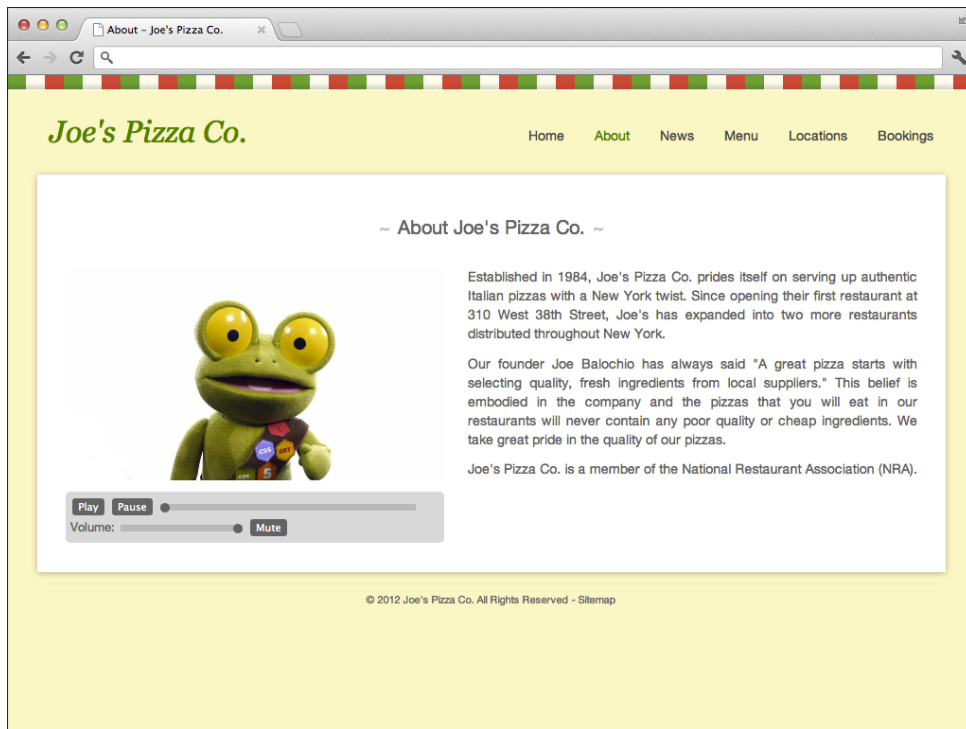 About – Joe's Pizza Co.
Joe's Pizza Co.
Home About News Menu Locations Bookings
~ About Joe's Pizza Co. ~
Established in 1984, Joe's Pizza Co. prides itself on serving up authentic
Italian pizzas with a New York twist. Since opening their first restaurant at
310 West 38th Street, Joe's has expanded into two more restaurants
distributed throughout New York.
Our founder Joe Balochio has always said "A great pizza starts with
selecting quality, fresh ingredients from local suppliers." This belief is
embodied in the company and the pizzas that you will eat in our
restaurants will never contain any poor quality or cheap ingredients. We
take great pride in the quality of our pizzas.
Joe's Pizza Co. is a member of the National Restaurant Association (NRA).
CSS
5
Play Pause
Volume: Mute
© 2012 Joe's Pizza Co. All Rights Reserved - Sitemap